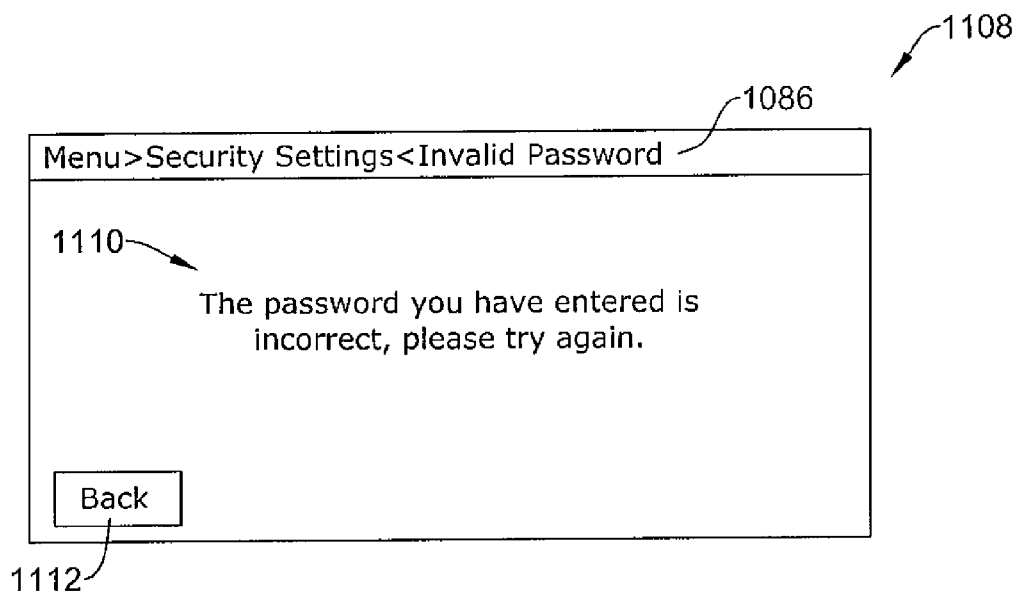 1108
1086
Menu>Security Settings<Invalid Password
1110
The password you have entered is
incorrect, please try again.
Back
1112